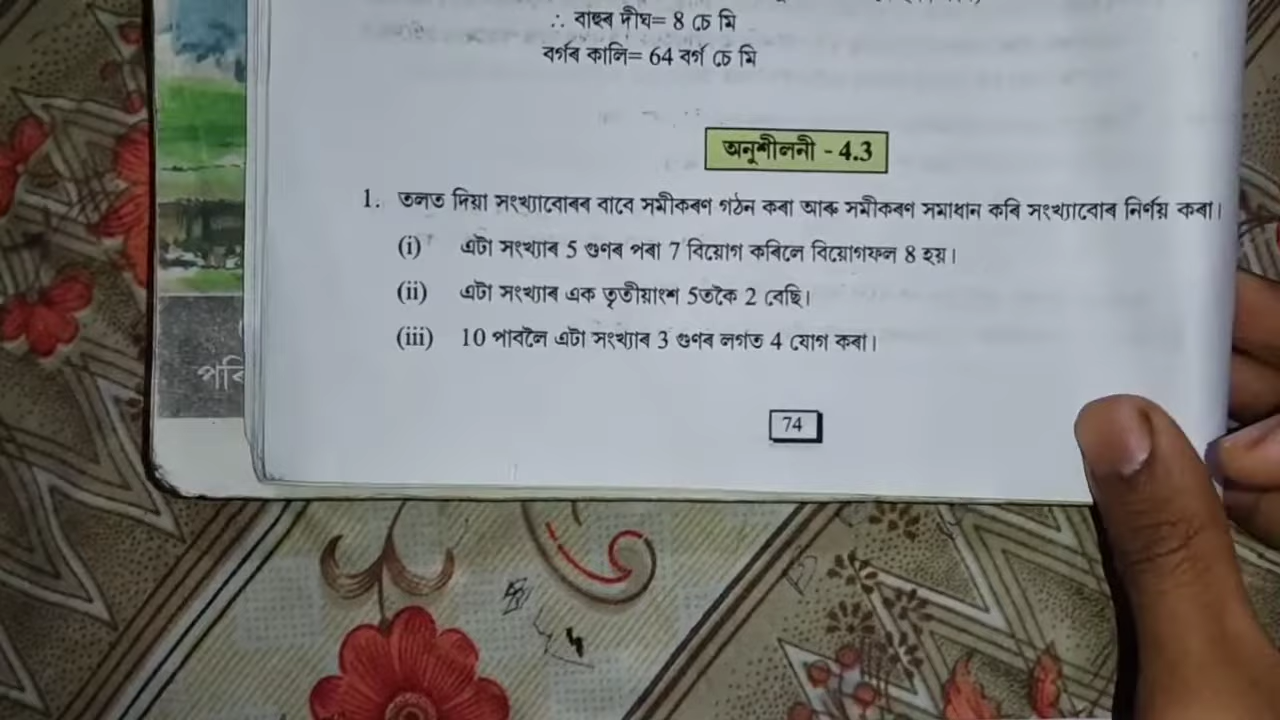 ∴ বাহুৰ দীঘ= 8 চে মি
বৰ্গৰ কালি= 64 বৰ্গ চে মি
অনুশীলনী - 4.3
1. তলত দিয়া সংখ্যাবোৰৰ বাবে সমীকৰণ গঠন কৰা আৰু সমীকৰণ সমাধান কৰি সংখ্যাবোৰ নিৰ্ণয় কৰা।
(i) এটা সংখ্যাৰ 5 গুণৰ পৰা 7 বিয়োগ কৰিলে বিয়োগফল 8 হয়।
(ii) এটা সংখ্যাৰ এক তৃতীয়াংশ 5তকৈ 2 বেছি।
(iii) 10 পাবলৈ এটা সংখ্যাৰ 3 গুণৰ লগত 4 যোগ কৰা।
74
পৰি